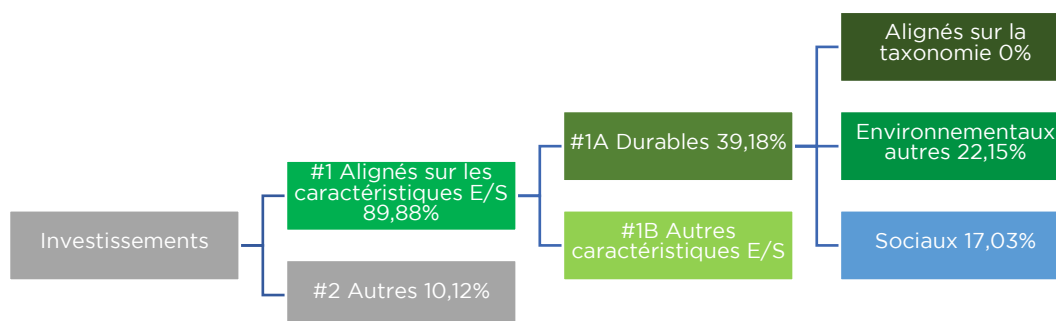 Investissements
#1 Alignés sur les
caractéristiques E/S
89,88%
#2 Autres 10,12%
#1A Durables 39,18%
#1B Autres
caractéristiques E/S
Alignés sur la
taxonomie 0%
Environnementaux
autres 22,15%
Sociaux 17,03%